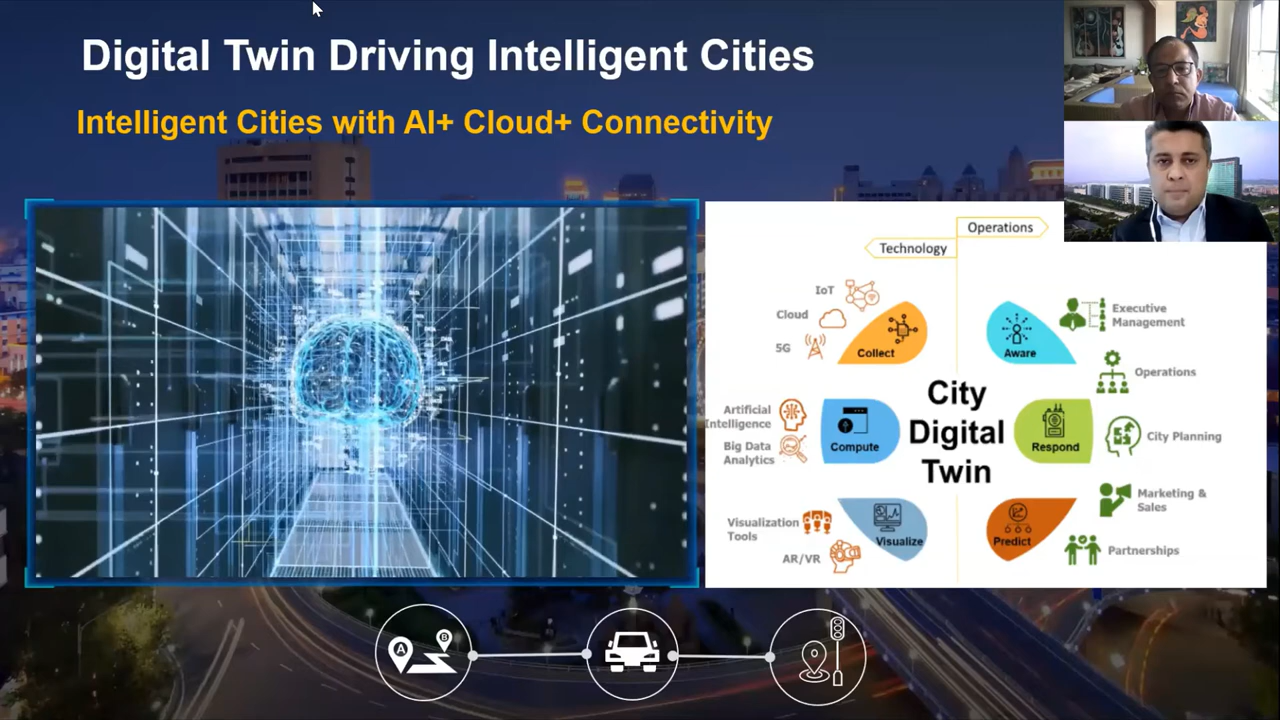 Digital Twin Driving Intelligent Cities
Intelligent Cities with AI+ Cloud+ Connectivity
Operations
Technology
IoT
Cloud
5G
Collect
Aware
Executive
Management
Operations
Artificial
Intelligence
Big Data
Analytics
Compute
City
Digital
Twin
Respond
City Planning
Visualization
Tools
AR/VR
Visualize
Predict
Marketing &
Sales
Partnerships
A
B